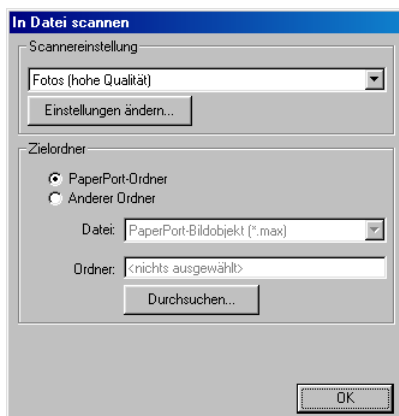 In Datei scannen
Scannereinstellung
Fotos (hohe Qualität)
Einstellungen ändern...
Zielordner
PaperPort-Ordner
Anderer Ordner
Datei: PaperPort-Bildobjekt (*.max)
Ordner: <nichts ausgewählt>
Durchsuchen...
OK